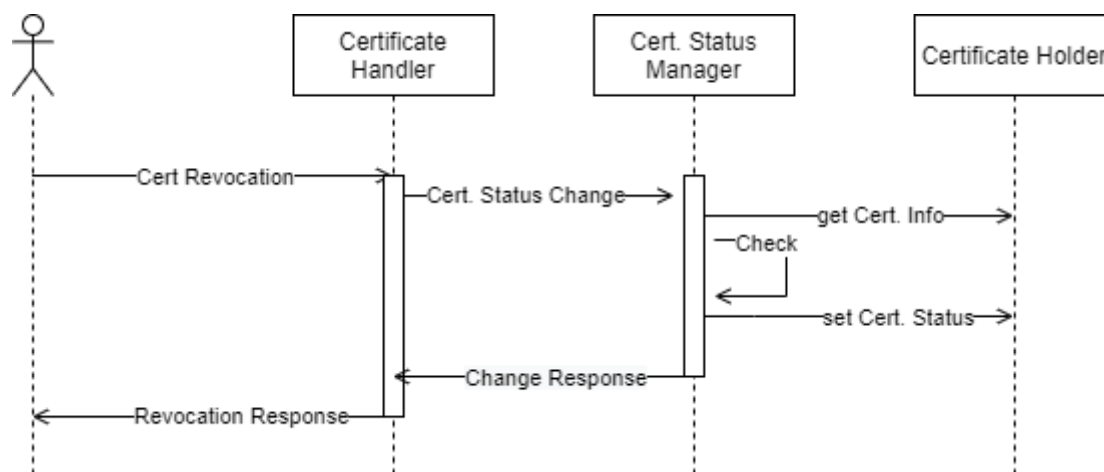 Certificate
Handler
Cert. Status
Manager
Certificate Holder
Cert Revocation
Cert. Status Change
get Cert. Info
Check
set Cert. Status
Change Response
Revocation Response